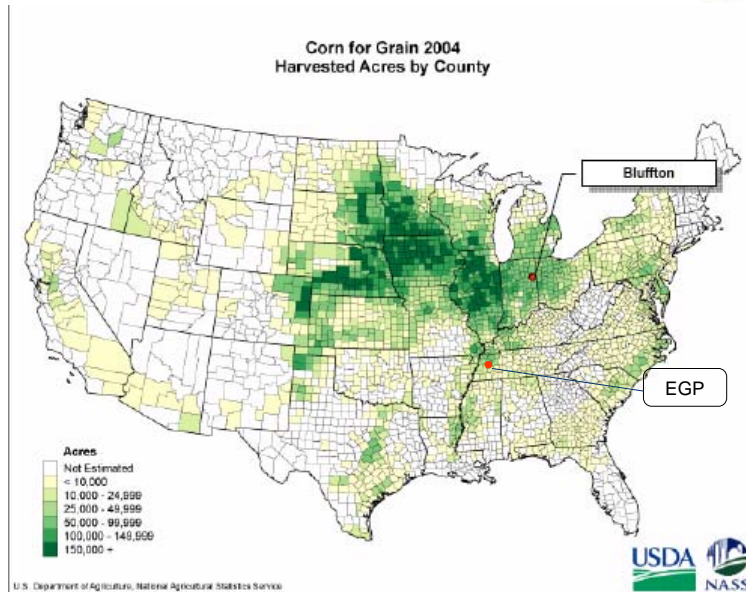 Corn for Grain 2004
Harvested Acres by County
Bluffton
EGP
Acres
Not Estimated
< 10,000
10,000 - 24,999
25,000 - 49,999
50,000 - 99,999
100,000 - 149,999
150,000 +
USDA
NASS
U.S. Department of Agriculture, National Agricultural Statistics Service